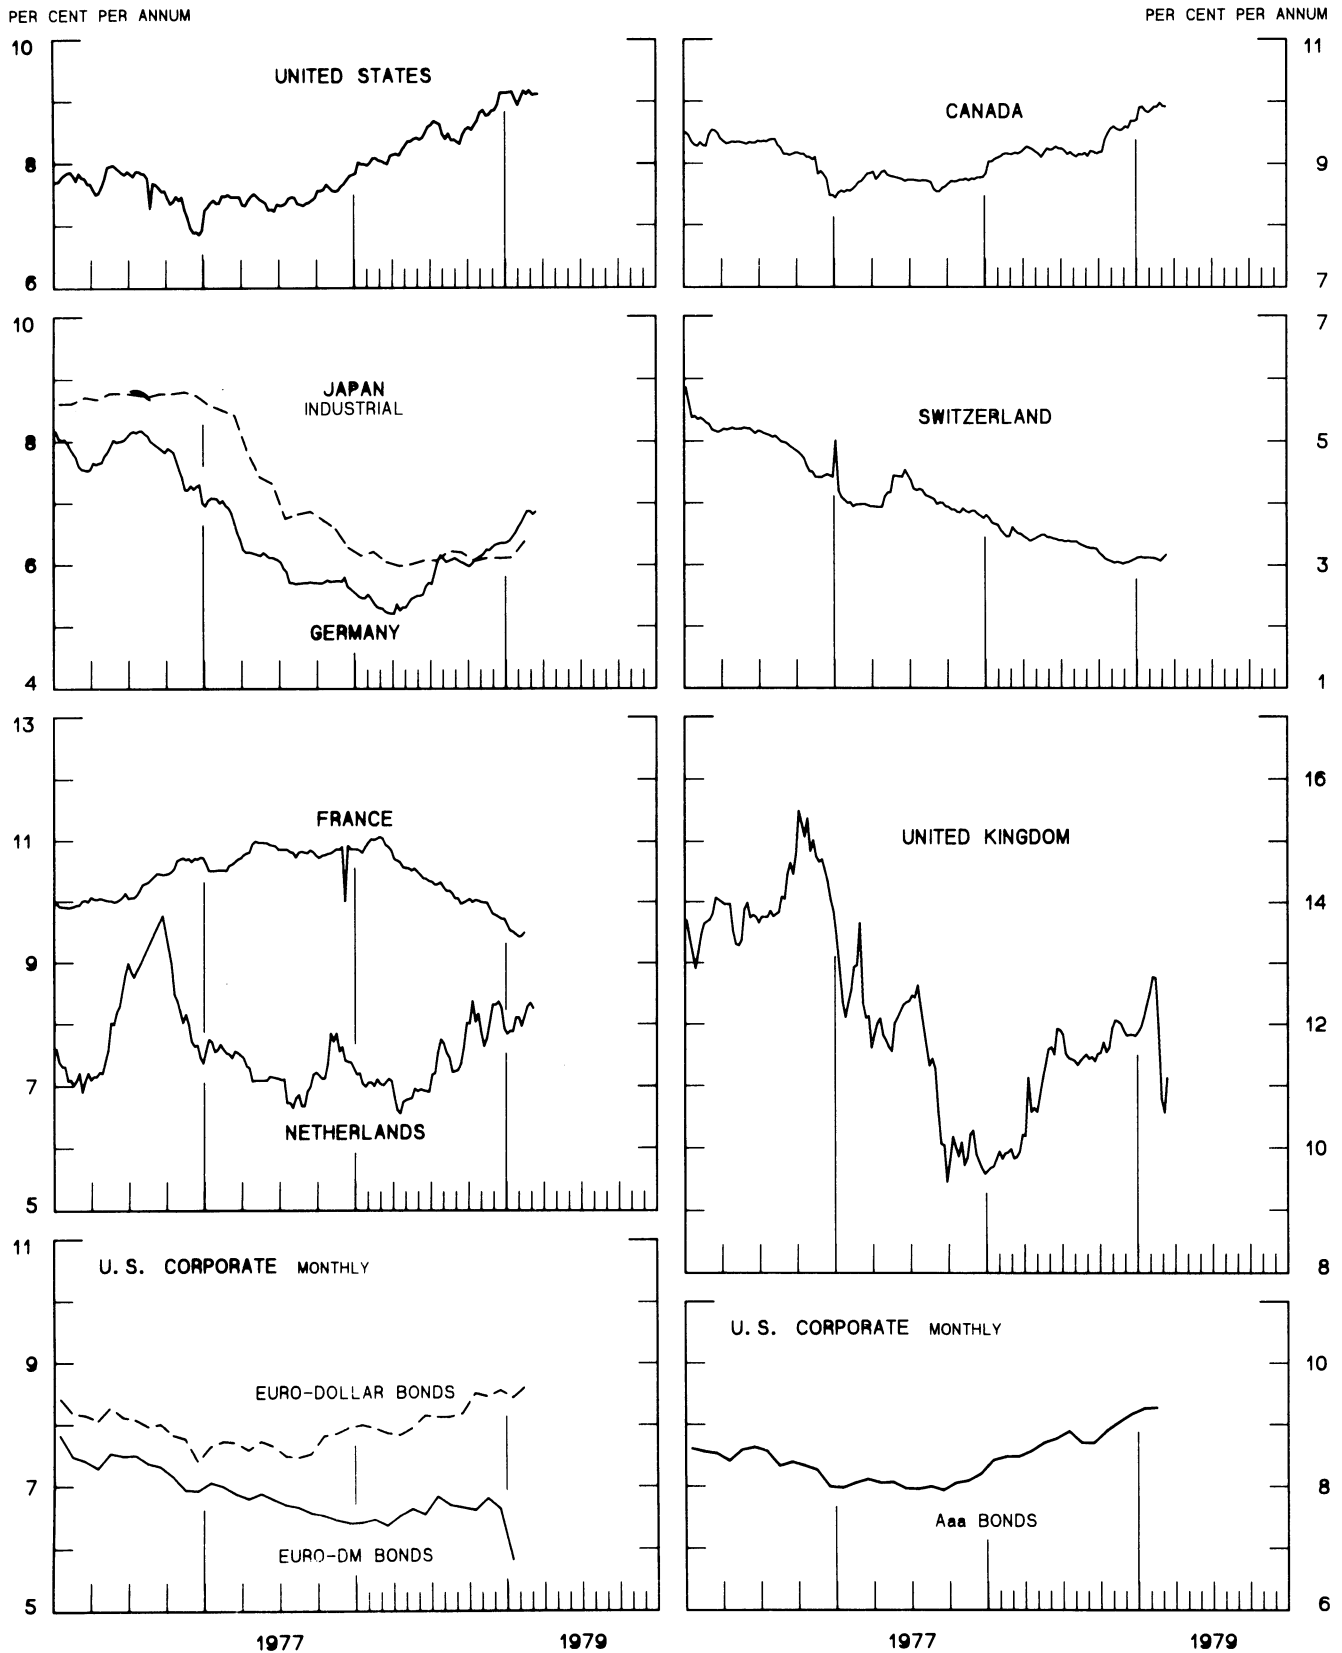 PER CENT PER ANNUM
PER CENT PER ANNUM
10
UNITED STATES
8
6
11
CANADA
9
7
10
JAPAN
INDUSTRIAL
8
6
GERMANY
4
7
SWITZERLAND
5
3
1
13
FRANCE
11
9
7
NETHERLANDS
5
16
UNITED KINGDOM
14
12
10
8
11
U.S. CORPORATE MONTHLY
9
EURO-DOLLAR BONDS
7
EURO-DM BONDS
5
1977
1979
U.S. CORPORATE MONTHLY
10
8
Aaa BONDS
6
1977
1979